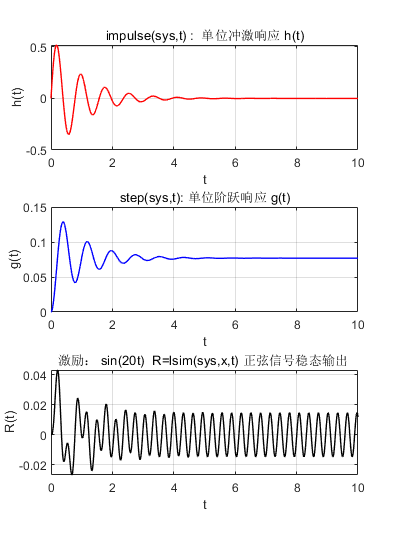 impulse(sys,t) : 单位冲激响应 h(t)
0.5
0
-0.5
h(t)
0 2 4 6 8 10
t
step(sys,t): 单位阶跃响应 g(t)
0.15
0.1
0.05
0
g(t)
0 2 4 6 8 10
t
激励: sin(20t) R=lsim(sys,x,t) 正弦信号稳态输出
0.04
0.02
0
-0.02
R(t)
0 2 4 6 8 10
t